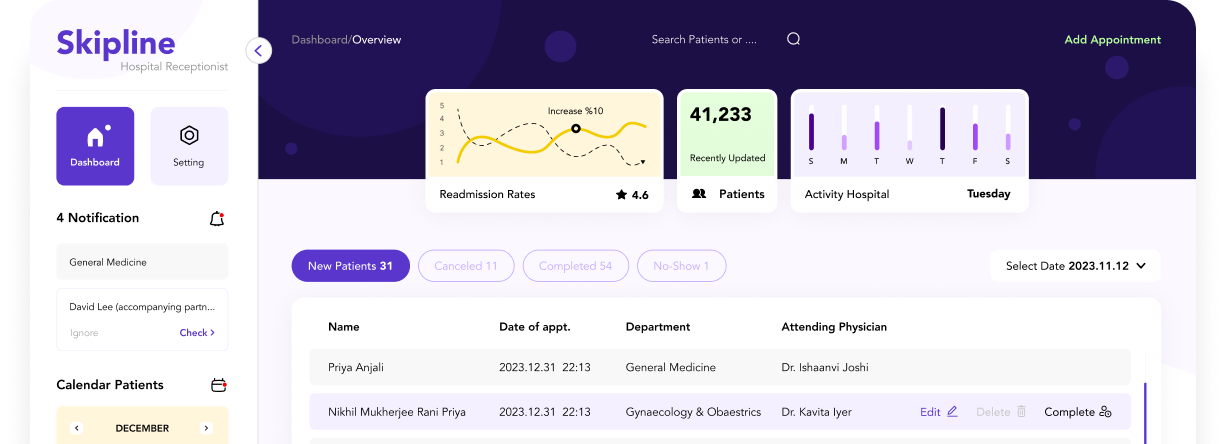 Skipline
Hospital Receptionist
Dashboard
Setting
4 Notification
General Medicine
David Lee (accompanying partn...
Ignore
Check >
Calendar Patients
< DECEMBER >
Dashboard/Overview
Search Patients or ....
Add Appointment
5
4
3
2
1
Increase %10
Readmission Rates
4.6
41,233
Recently Updated
Patients
S M T W T F S
Activity Hospital
Tuesday
New Patients 31
Canceled 11
Completed 54
No-Show 1
Select Date 2023.11.12
Name Date of appt. Department Attending Physician
Priya Anjali 2023.12.31 22:13 General Medicine Dr. Ishaanvi Joshi
Nikhil Mukherjee Rani Priya 2023.12.31 22:13 Gynaecology & Obaestrics Dr. Kavita Iyer Edit Delete Complete